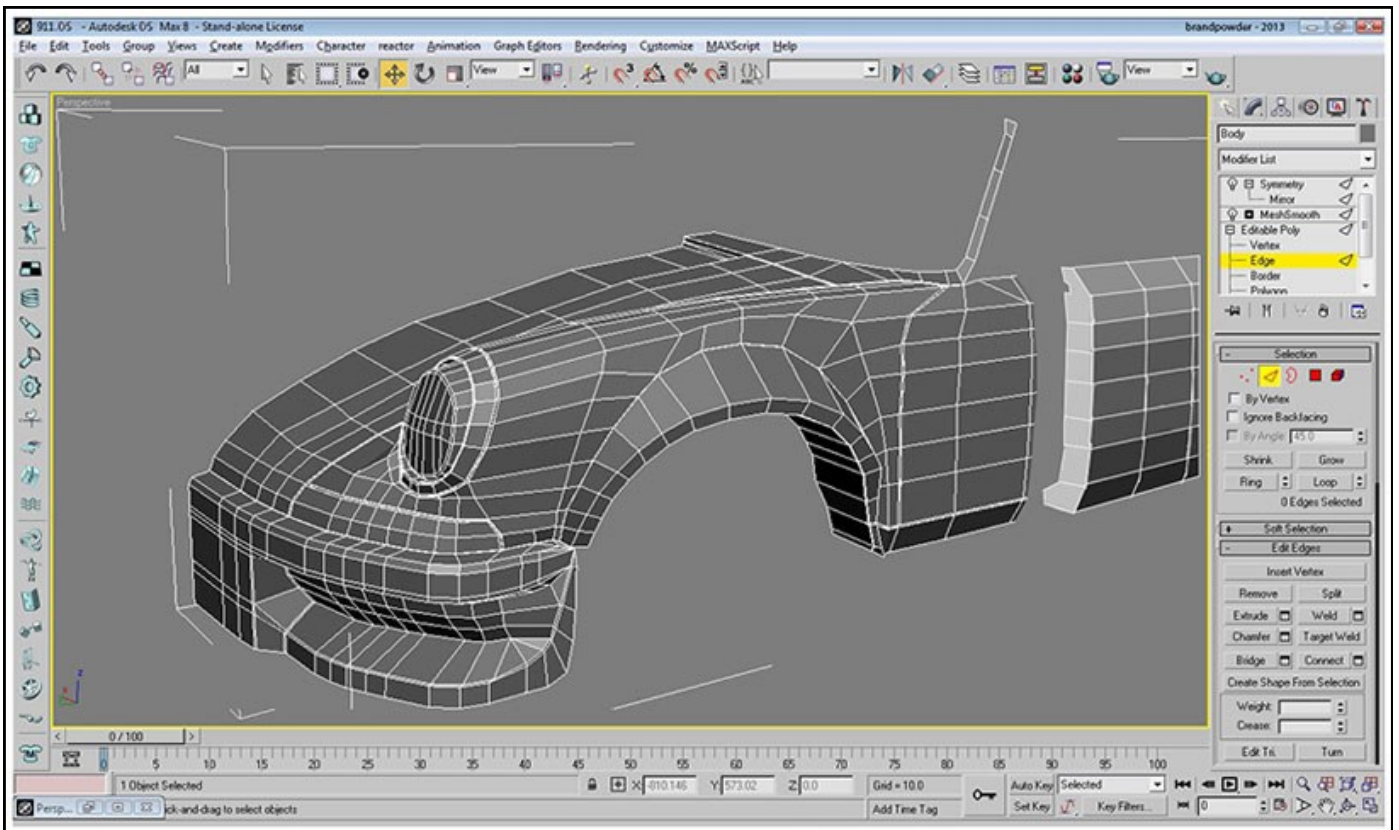 911.05 - Autodesk 05 Max 8 - Stand-alone License
brandpowder - 2013
File Edit Tools Group Views Create Modifiers Character reactor Animation Graph Editors Rendering Customize MAXScript Help
All
View
View
Perspective
Body
Modifier List
Symmetry
Mirror
MeshSmooth
Editable Poly
Vertex
Edge
Border
Polygon
- Selection
By Vertex
Ignore Backfacing
By Angle: 45.0
Shrink Grow
Ring Loop
0 Edges Selected
+ Soft Selection
- Edit Edges
Insert Vertex
Remove Split
Extrude Weld
Chamfer Target Weld
Bridge Connect
Create Shape From Selection
Weight:
Crease:
Edit Tri. Turn
< 0 / 100 >
0 5 10 15 20 25 30 35 40 45 50 55 60 65 70 75 80 85 90 95 100
1 Object Selected
X: -810.146 Y: 573.02 Z: 0.0
Grid = 10.0
Auto Key Selected
Persp...
ick-and-drag to select objects
Add Time Tag
Set Key Key Filters...
0
x
z